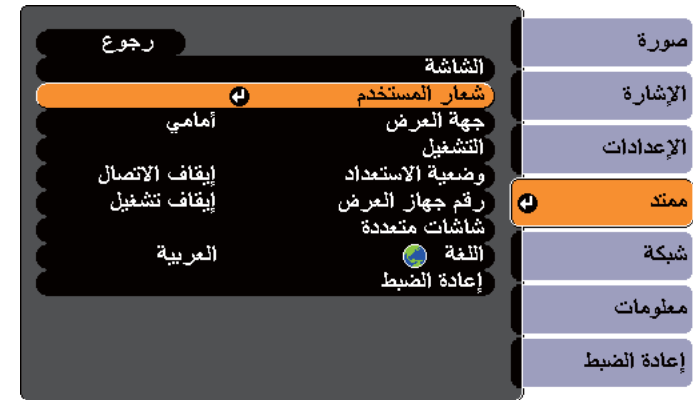 صورة
الإشارة
الإعدادات
ممتد
شبكة
معلومات
إعادة الضبط
رجوع
الشاشة
شعار المستخدم
جهة العرض أمامي
التشغيل
وضعية الاستعداد إيقاف الاتصال
رقم جهاز العرض إيقاف تشغيل
شاشات متعددة
اللغة العربية
إعادة الضبط